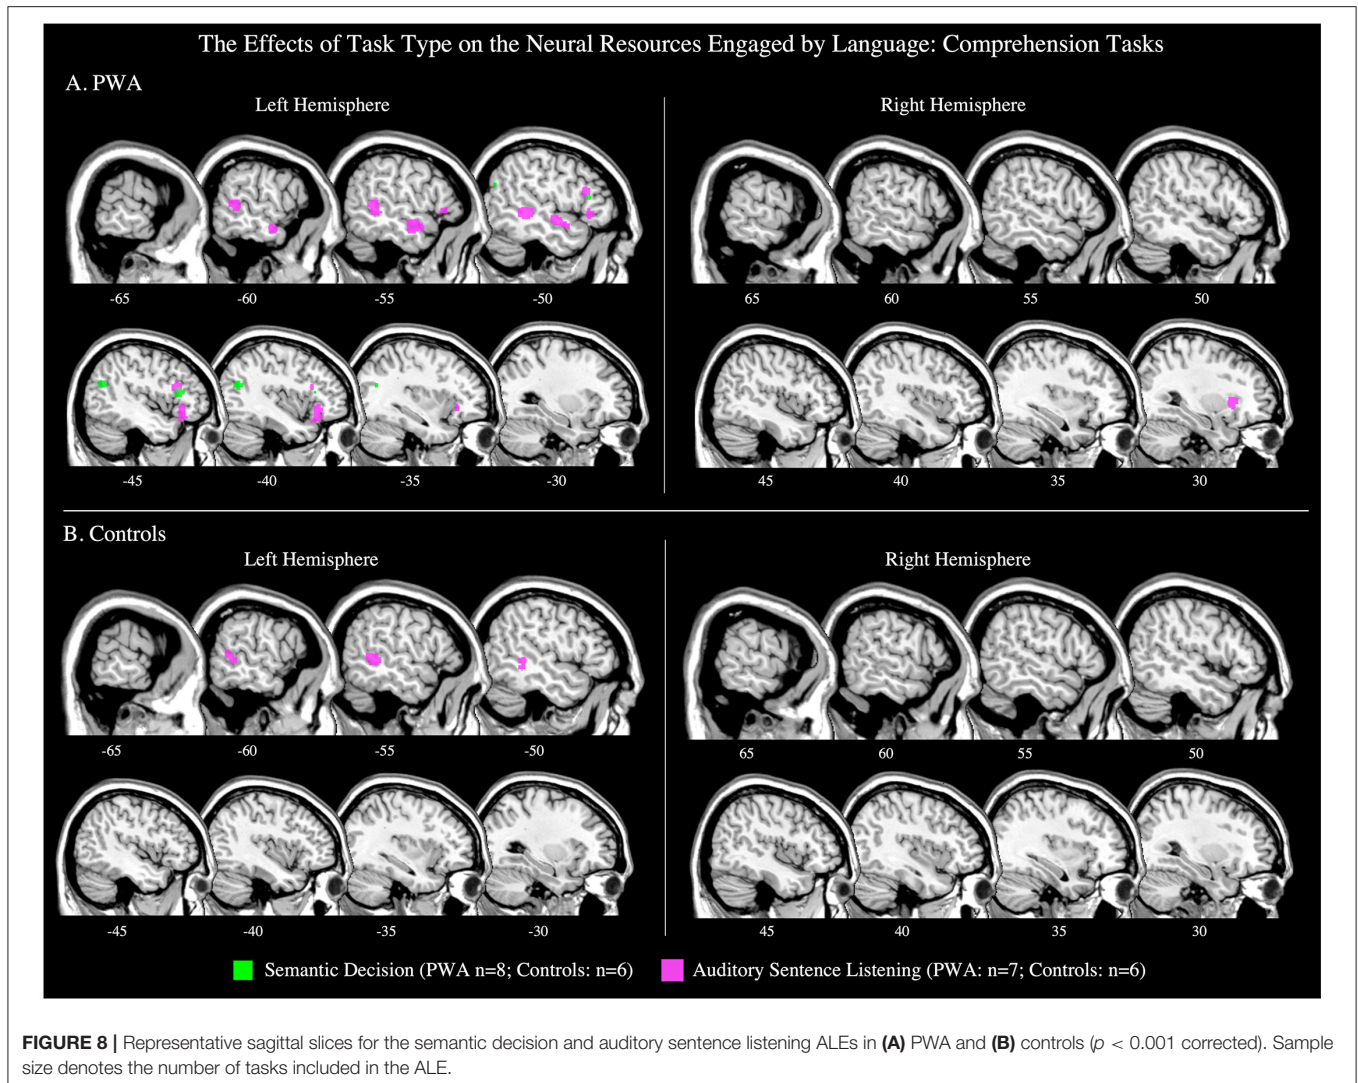 The Effects of Task Type on the Neural Resources Engaged by Language: Comprehension Tasks
A. PWA
Left Hemisphere
Right Hemisphere
-65 -60 -55 -50
65 60 55 50
-45 -40 -35 -30
45 40 35 30
B. Controls
Left Hemisphere
Right Hemisphere
-65 -60 -55 -50
65 60 55 50
-45 -40 -35 -30
45 40 35 30
Semantic Decision (PWA n=8; Controls: n=6)
Auditory Sentence Listening (PWA: n=7; Controls: n=6)
FIGURE 8 | Representative sagittal slices for the semantic decision and auditory sentence listening ALEs in (A) PWA and (B) controls (p < 0.001 corrected). Sample
size denotes the number of tasks included in the ALE.